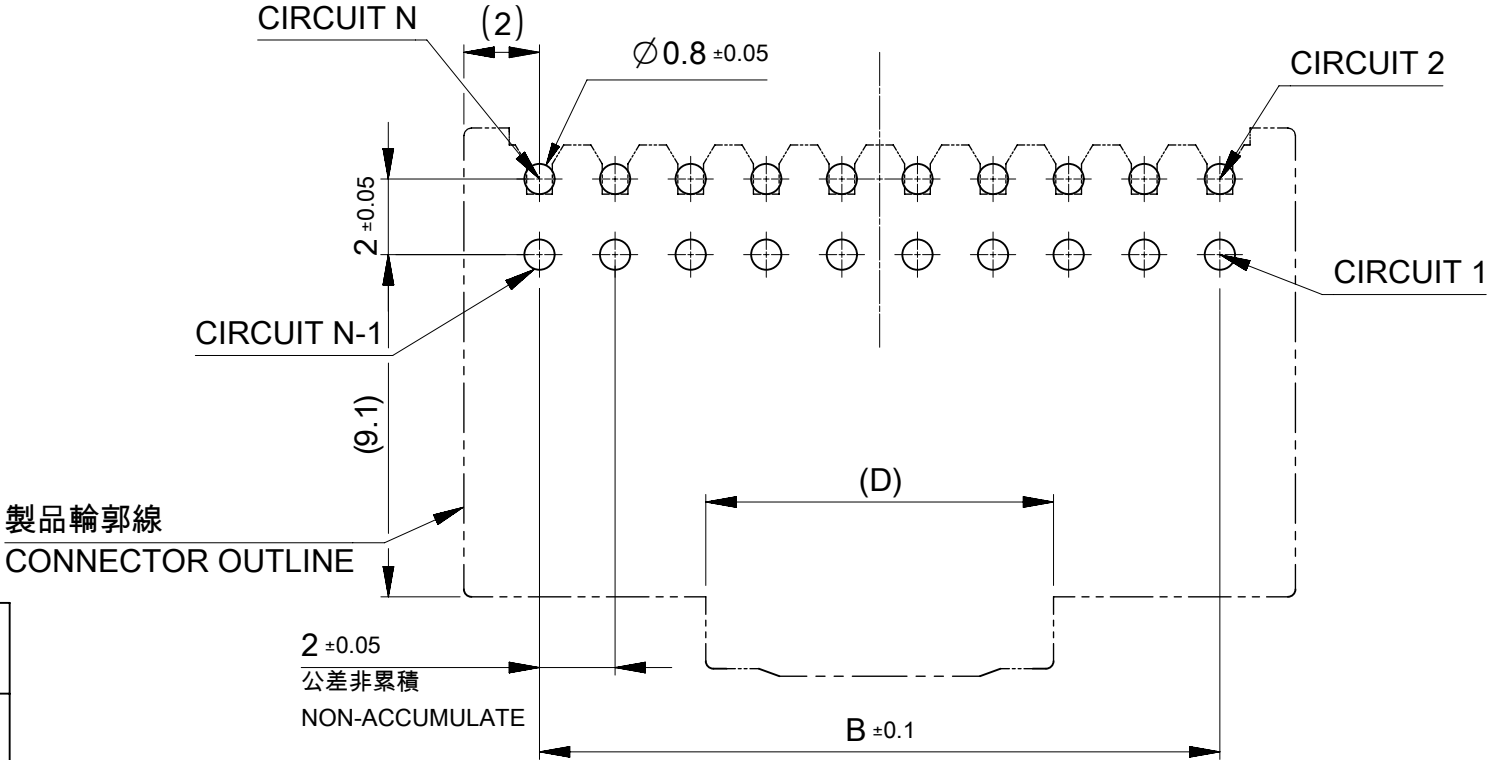 CIRCUIT N
(2)
Ø0.8 ±0.05
CIRCUIT 2
2 ±0.05
CIRCUIT 1
CIRCUIT N-1
(9.1)
(D)
製品輪郭線
CONNECTOR OUTLINE
2 ±0.05
公差非累積
NON-ACCUMULATE
B ±0.1